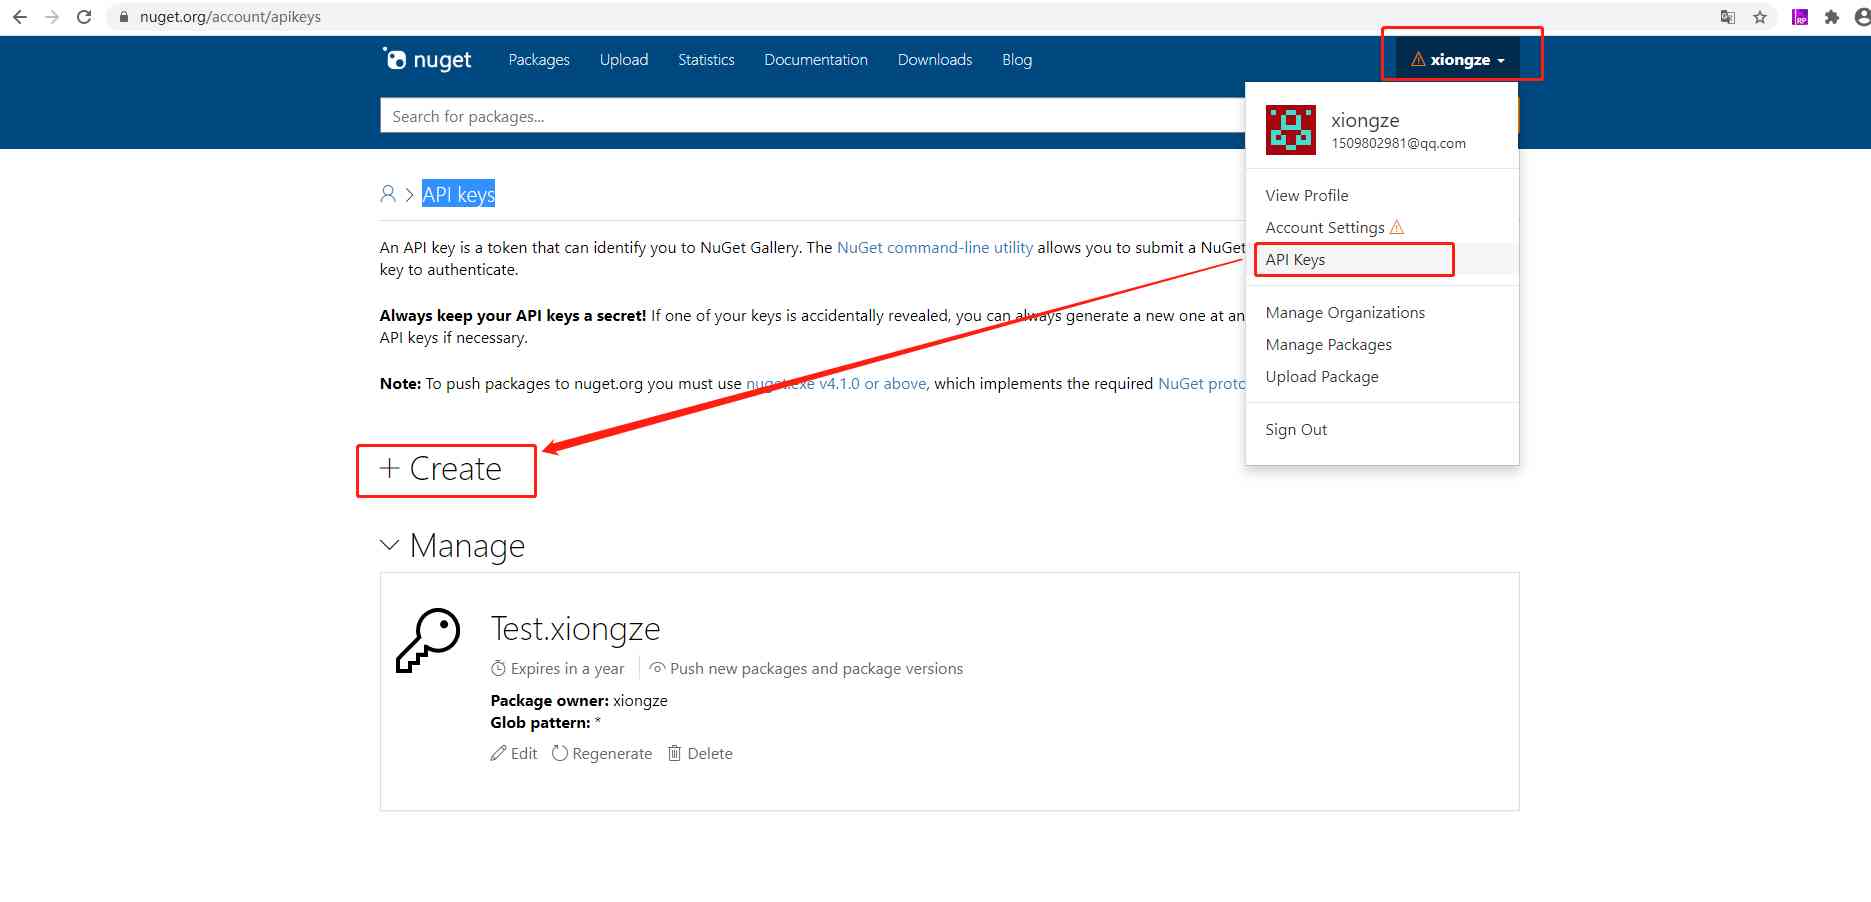 nuget.org/account/apikeys
RP
nuget
Packages
Upload
Statistics
Documentation
Downloads
Blog
xiongze
Search for packages...
xiongze
1509802981@qq.com
View Profile
Account Settings
API Keys
Manage Organizations
Manage Packages
Upload Package
Sign Out
API keys
An API key is a token that can identify you to NuGet Gallery. The NuGet command-line utility allows you to submit a NuGet
key to authenticate.
Always keep your API keys a secret! If one of your keys is accidentally revealed, you can always generate a new one at an
API keys if necessary.
Note: To push packages to nuget.org you must use nuget.exe v4.1.0 or above, which implements the required NuGet proto
+ Create
Manage
Test.xiongze
Expires in a year
Push new packages and package versions
Package owner: xiongze
Glob pattern: *
Edit
Regenerate
Delete